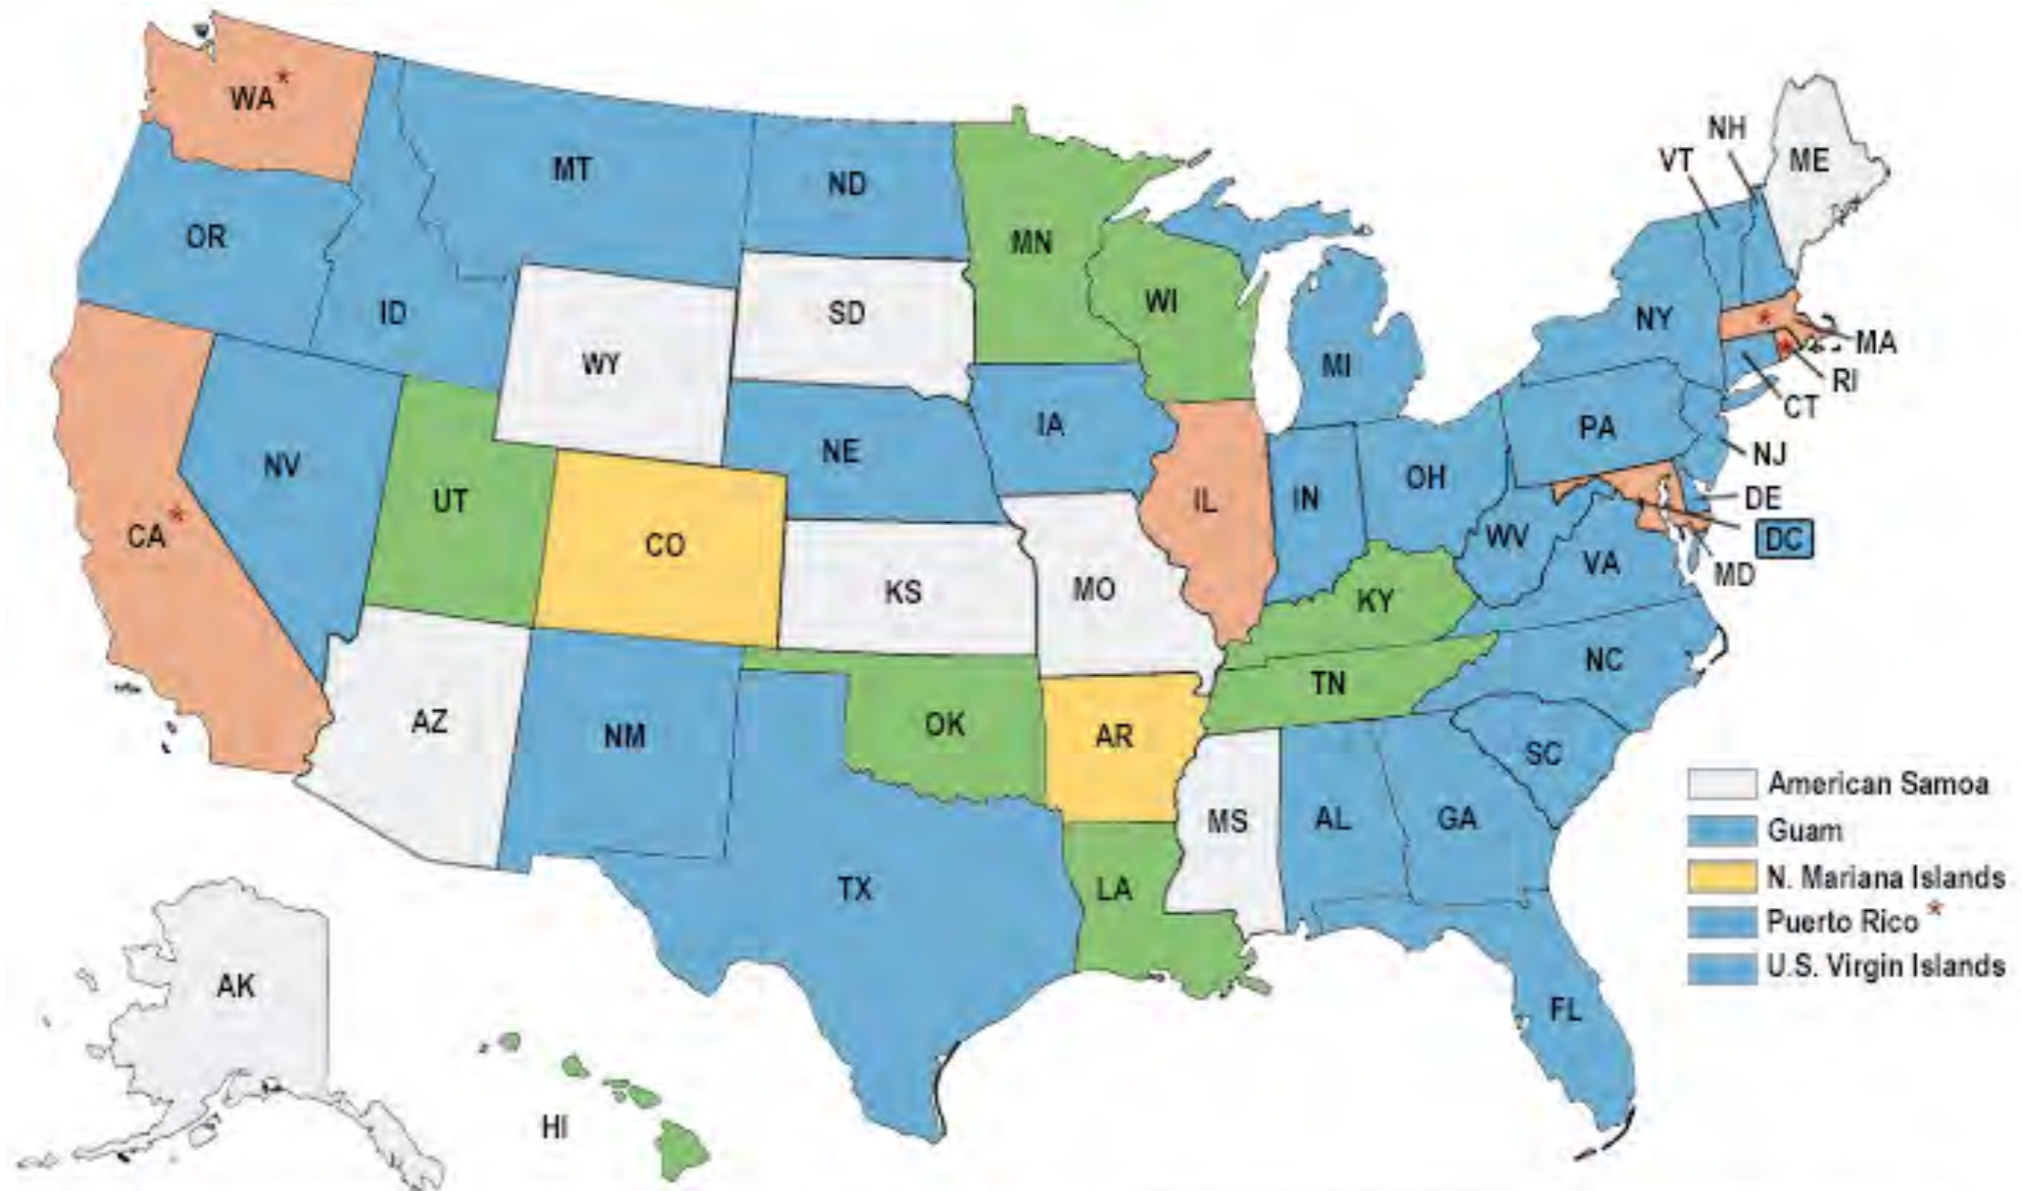 WA*
MT
ND
MN
OR
ID
WY
SD
WI
MI
VT
NH
ME
NY
MA
RI
CT
NV
UT
CO
NE
IA
IL
IN
OH
PA
NJ
DE
DC
MD
CA*
KS
MO
KY
WV
VA
AZ
NM
OK
AR
TN
NC
SC
TX
LA
MS
AL
GA
FL
AK
HI
American Samoa
Guam
N. Mariana Islands
Puerto Rico *
U.S. Virgin Islands